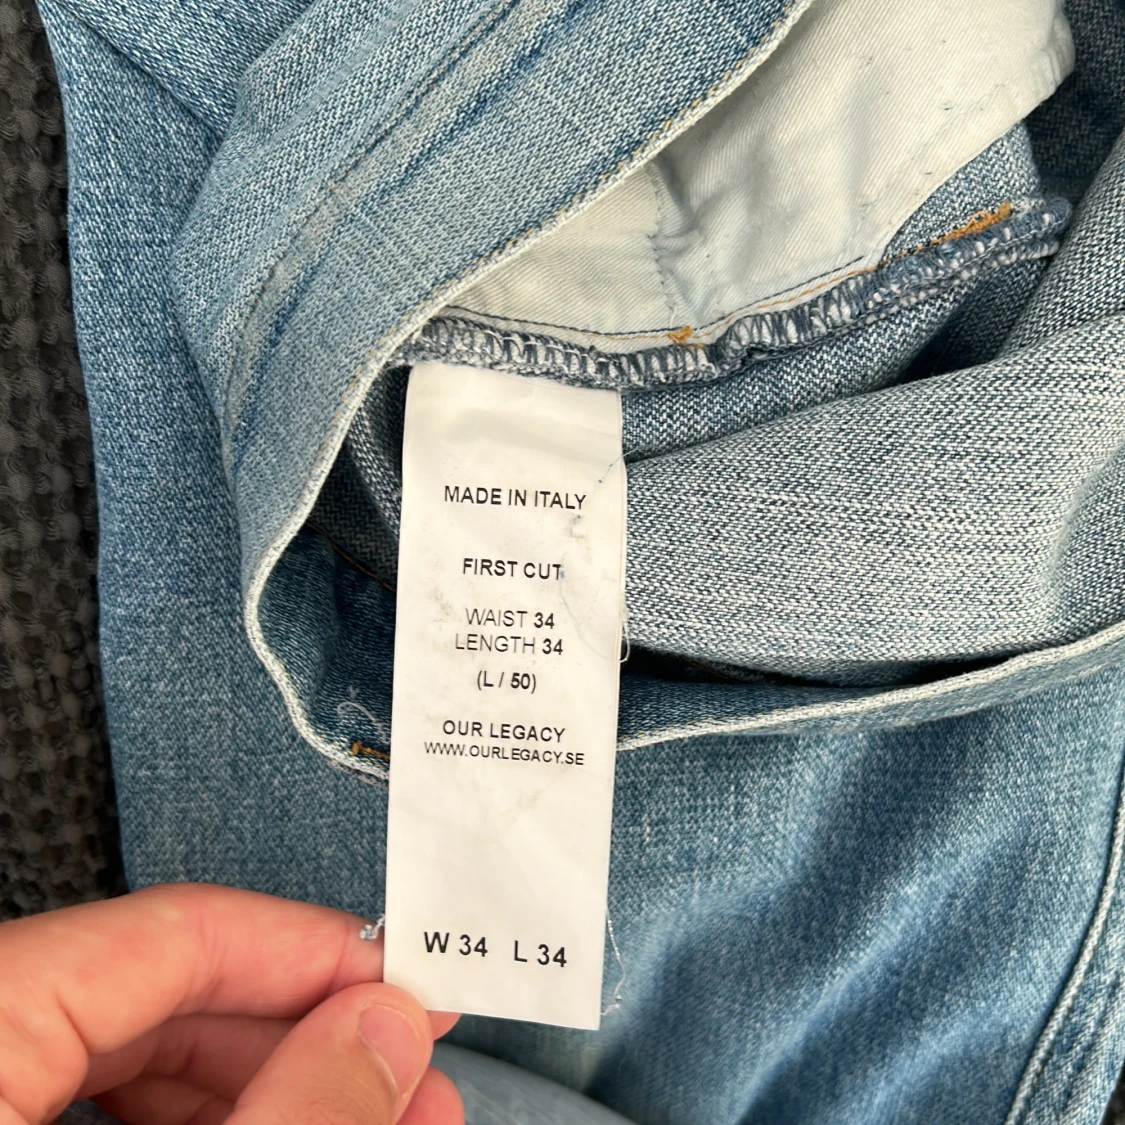 MADE IN ITALY
FIRST CUT
WAIST 34
LENGTH 34
(L / 50)
OUR LEGACY
WWW.OURLEGACY.SE
W 34 L 34